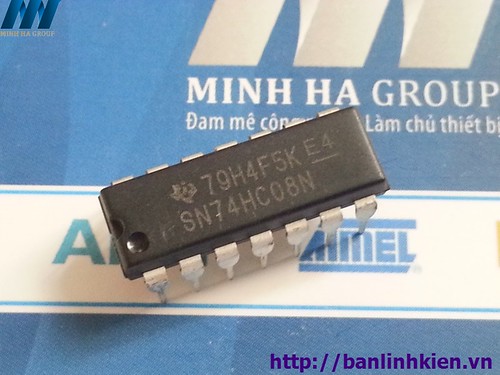 MINH HA GROUP
MINH HA GROUP
Đam mê công Làm chủ thiết bị
79H4F5K E4
SN74HC08N
http://banlinhkien.vn